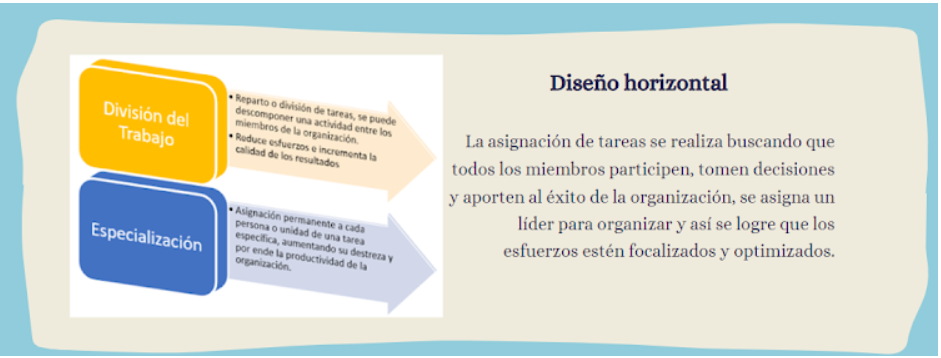 División del
Trabajo
• Reparto o división de tareas, se puede
descomponer una actividad entre los
miembros de la organización.
• Reduce esfuerzos e incrementa la
calidad de los resultados
Especialización
• Asignación permanente a cada
persona o unidad de una tarea
específica, aumentando su destreza y
por ende la productividad de la
organización.
Diseño horizontal
La asignación de tareas se realiza buscando que
todos los miembros participen, tomen decisiones
y aporten al éxito de la organización, se asigna un
líder para organizar y así se logre que los
esfuerzos estén focalizados y optimizados.